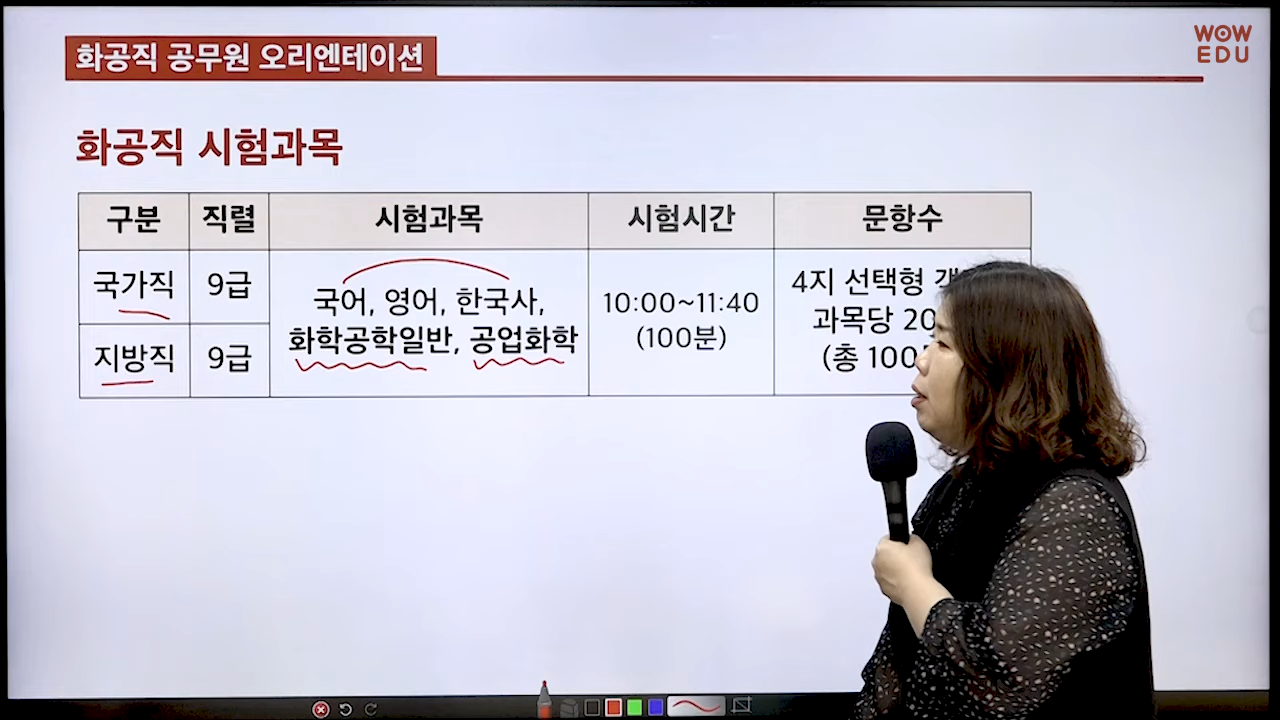 화공직 공무원 오리엔테이션
WOW
EDU
화공직 시험과목
구분 직렬 시험과목 시험시간 문항수
국가직 9급
지방직 9급
국어, 영어, 한국사,
화학공학일반, 공업화학
10:00~11:40
(100분)
4지 선택형
과목당 20
(총 100